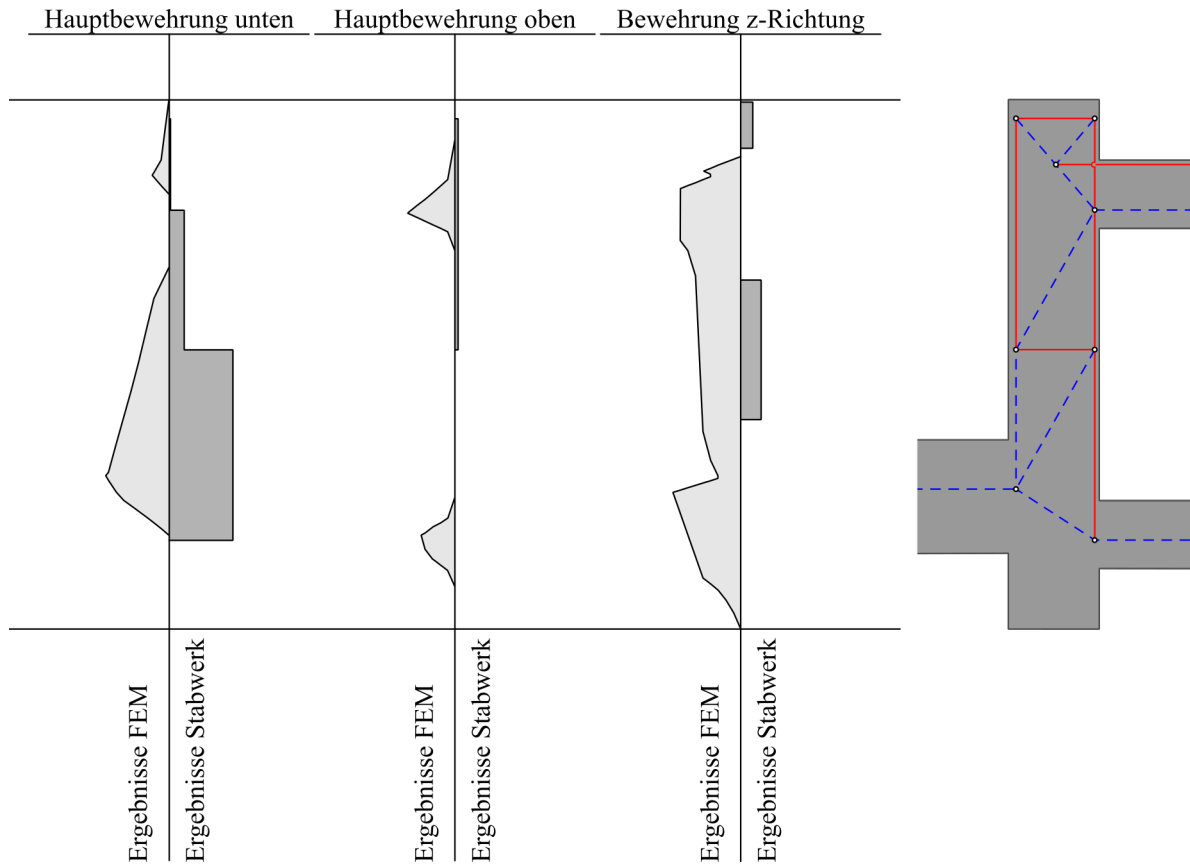 Hauptbewehrung unten
Hauptbewehrung oben
Bewehrung z-Richtung
Ergebnisse FEM
Ergebnisse Stabwerk
Ergebnisse FEM
Ergebnisse Stabwerk
Ergebnisse FEM
Ergebnisse Stabwerk